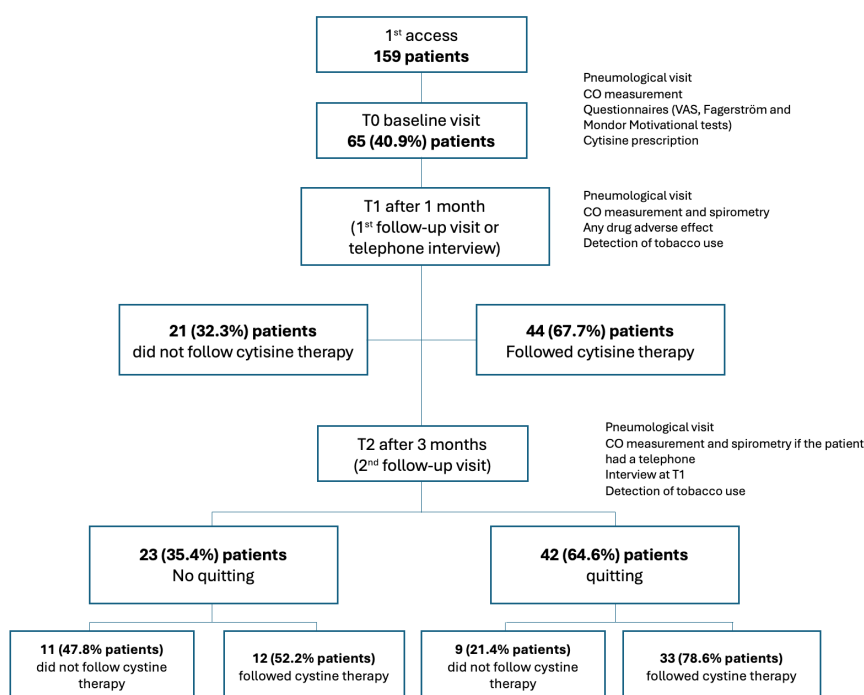 1st access
159 patients
Pneumological visit
CO measurement
Questionnaires (VAS, Fagerström and
Mondor Motivational tests)
Cytisine prescription
T0 baseline visit
65 (40.9%) patients
T1 after 1 month
(1st follow-up visit or
telephone interview)
Pneumological visit
CO measurement and spirometry
Any drug adverse effect
Detection of tobacco use
21 (32.3%) patients
did not follow cytisine therapy
44 (67.7%) patients
Followed cytisine therapy
T2 after 3 months
(2nd follow-up visit)
Pneumological visit
CO measurement and spirometry if the patient
had a telephone
Interview at T1
Detection of tobacco use
23 (35.4%) patients
No quitting
42 (64.6%) patients
quitting
11 (47.8% patients)
did not follow cystine
therapy
12 (52.2% patients)
followed cystine therapy
9 (21.4% patients)
did not follow cystine
therapy
33 (78.6% patients)
followed cystine therapy